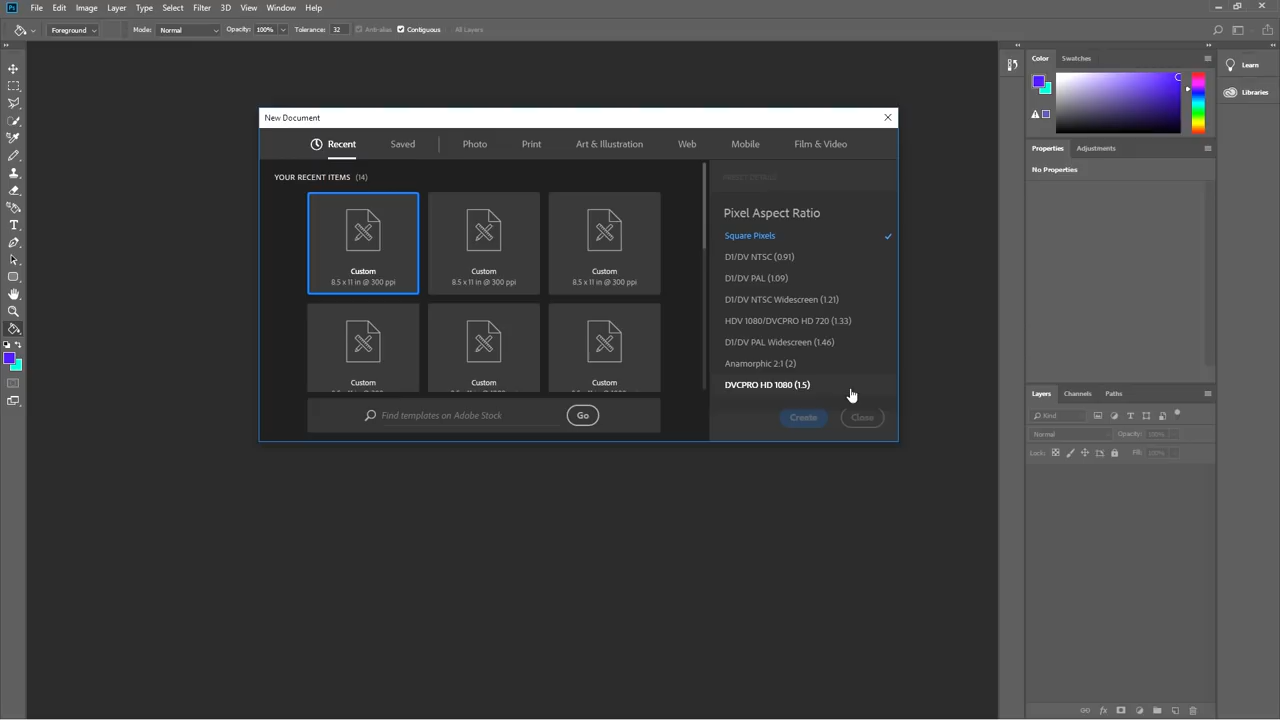 Ps File Edit Image Layer Type Select Filter 3D View Window Help
Foreground Mode: Normal Opacity: 100% Tolerance: 32 Anti-alias Contiguous All Layers
Color Swatches
Learn
Libraries
New Document
Recent Saved Photo Print Art & Illustration Web Mobile Film & Video
YOUR RECENT ITEMS (14)
PRESET DETAILS
Custom
8.5 x 11 in @ 300 ppi
Custom
8.5 x 11 in @ 300 ppi
Custom
8.5 x 11 in @ 300 ppi
Custom
Custom
Custom
Find templates on Adobe Stock
Go
Pixel Aspect Ratio
Square Pixels
D1/DV NTSC (0.91)
D1/DV PAL (1.09)
D1/DV NTSC Widescreen (1.21)
HDV 1080/DVCPRO HD 720 (1.33)
D1/DV PAL Widescreen (1.46)
Anamorphic 2:1 (2)
DVCPRO HD 1080 (1.5)
Create Close
Properties Adjustments
No Properties
Layers Channels Paths
Kind
Normal Opacity: 100%
Lock: Fill: 100%
fx